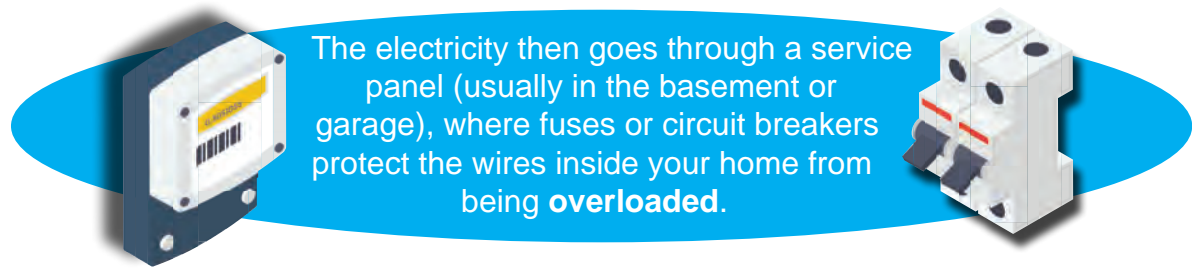 The electricity then goes through a service
panel (usually in the basement or
garage), where fuses or circuit breakers
protect the wires inside your home from
being overloaded.